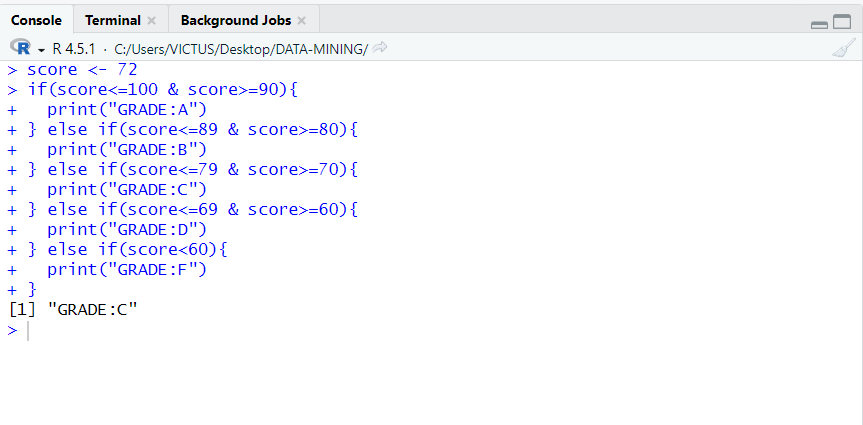 Console Terminal Background Jobs
R R 4.5.1 · C:/Users/VICTUS/Desktop/DATA-MINING/
> score <- 72
> if(score<=100 & score>=90){
+   print("GRADE:A")
+ } else if(score<=89 & score>=80){
+   print("GRADE:B")
+ } else if(score<=79 & score>=70){
+   print("GRADE:C")
+ } else if(score<=69 & score>=60){
+   print("GRADE:D")
+ } else if(score<60){
+   print("GRADE:F")
+ }
[1] "GRADE:C"
>